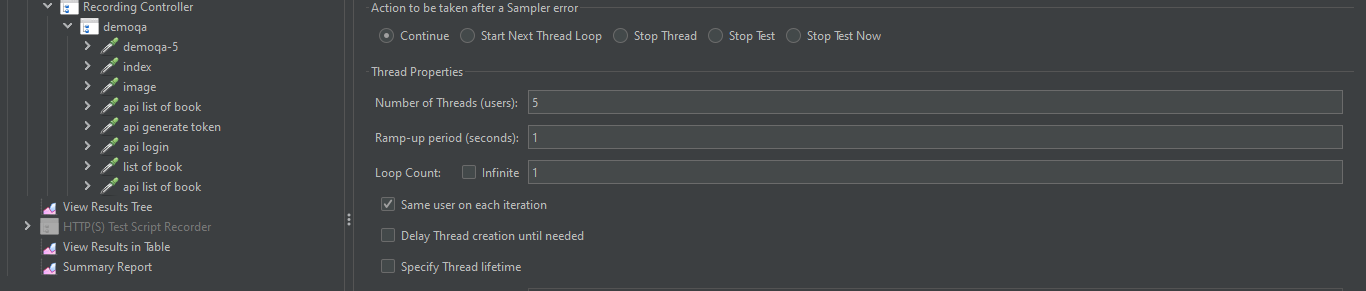 Recording Controller
demoqa
demoqa-5
index
image
api list of book
api generate token
api login
list of book
api list of book
View Results Tree
HTTP(S) Test Script Recorder
View Results in Table
Summary Report
Action to be taken after a Sampler error
Continue Start Next Thread Loop Stop Thread Stop Test Stop Test Now
Thread Properties
Number of Threads (users): 5
Ramp-up period (seconds): 1
Loop Count: Infinite 1
Same user on each iteration
Delay Thread creation until needed
Specify Thread lifetime